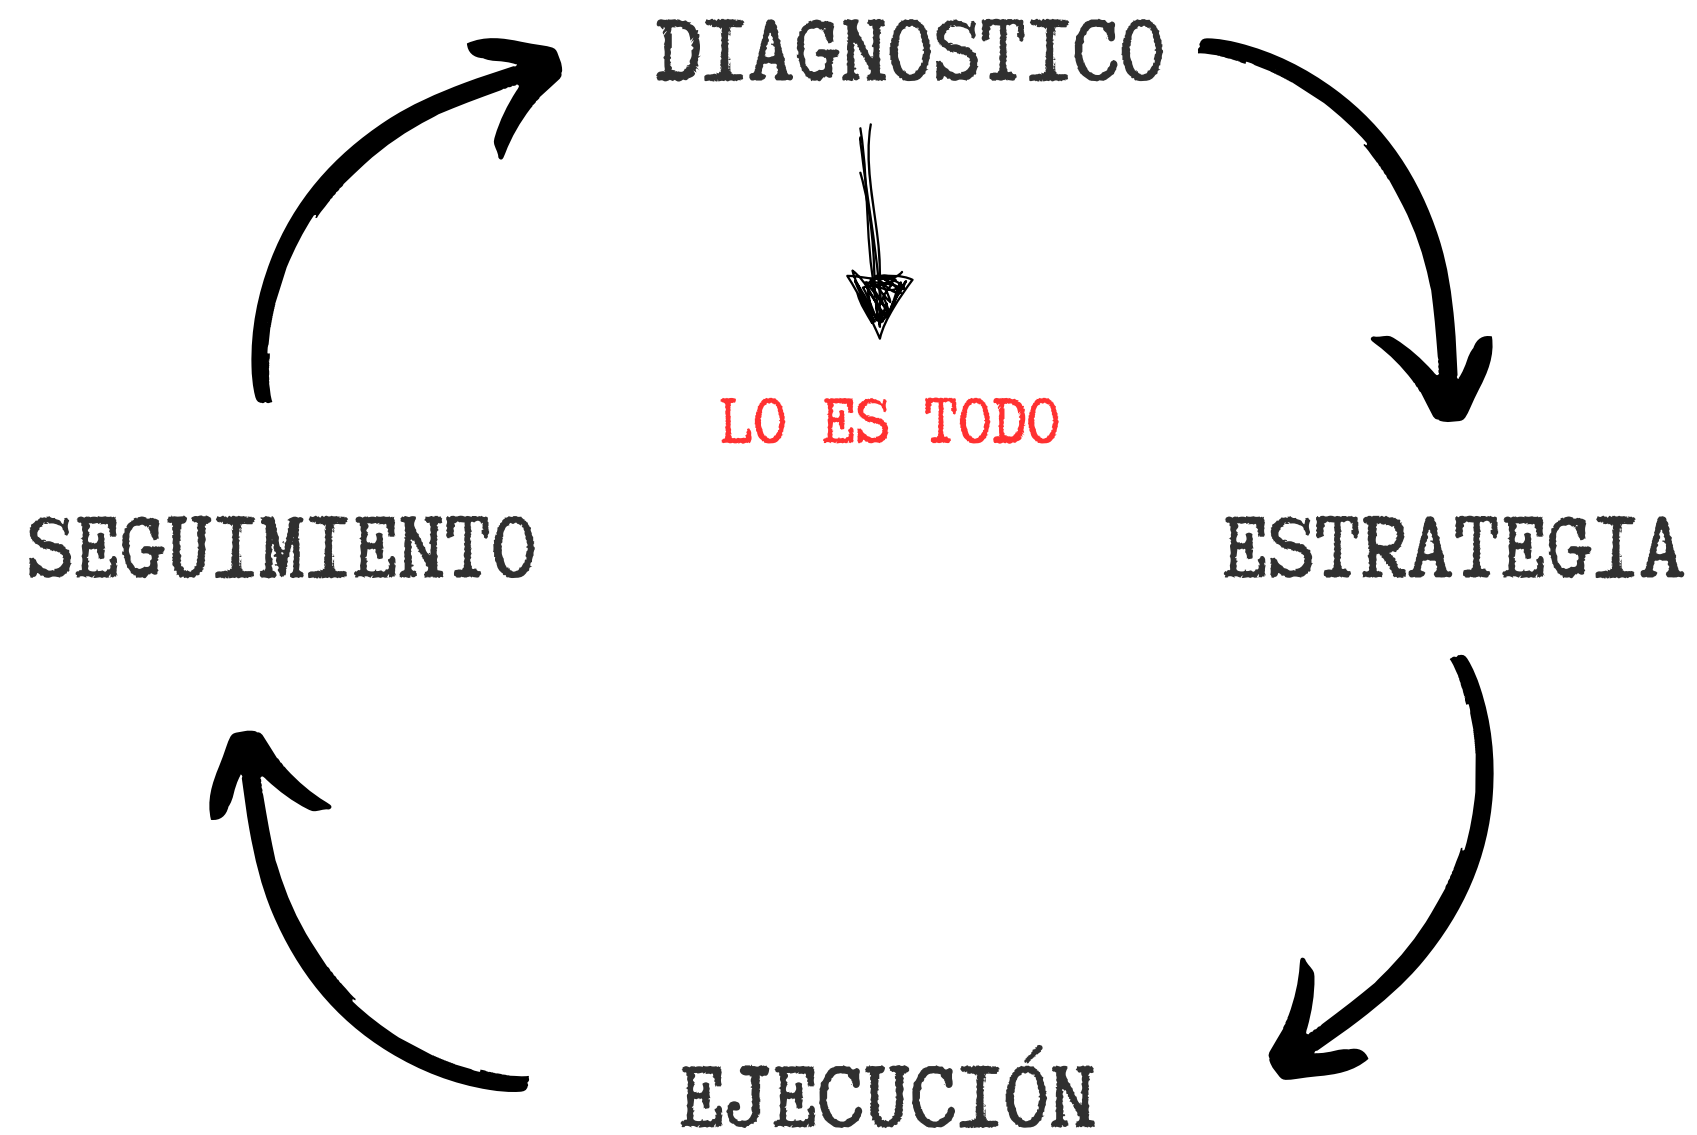 DIAGNOSTICO
LO ES TODO
SEGUIMIENTO
ESTRATEGIA
EJECUCIÓN